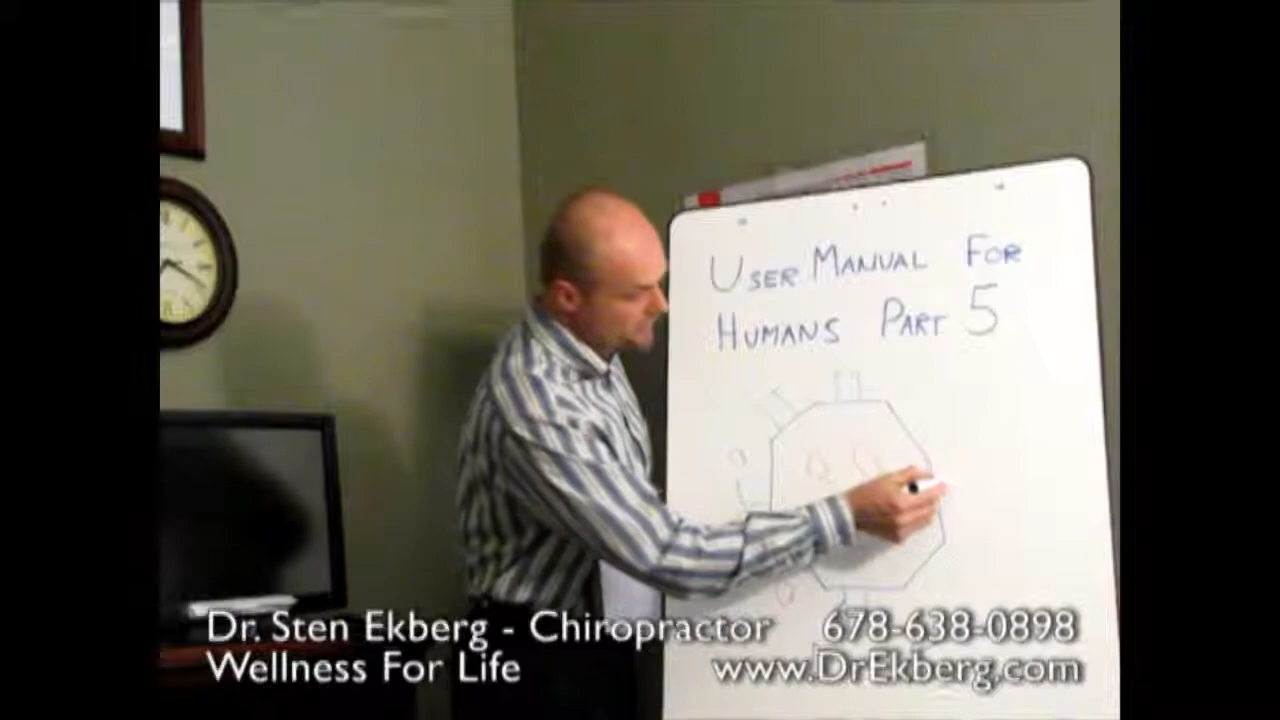 USER MANUAL FOR
HUMANS PART 5
Dr. Sten Ekberg - Chiropractor 678-638-0898
Wellness For Life www.DrEkberg.com